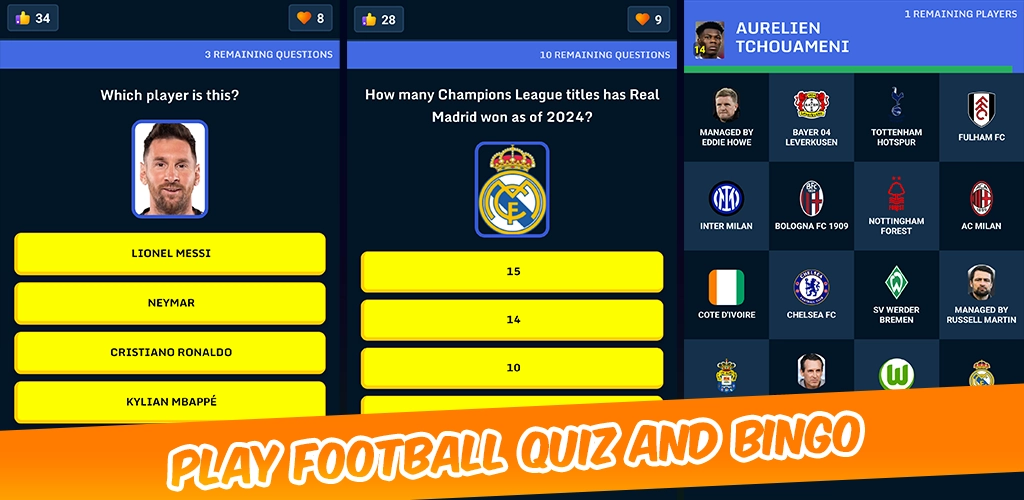 34
8
3 REMAINING QUESTIONS
Which player is this?
LIONEL MESSI
NEYMAR
CRISTIANO RONALDO
KYLIAN MBAPPÉ
28
9
10 REMAINING QUESTIONS
How many Champions League titles has Real
Madrid won as of 2024?
15
14
10
1 REMAINING PLAYERS
14
AURELIEN
TCHOUAMENI
MANAGED BY
EDDIE HOWE
BAYER 04
LEVERKUSEN
TOTTENHAM
HOTSPUR
FULHAM FC
INTER MILAN
BOLOGNA FC 1909
NOTTINGHAM
FOREST
AC MILAN
COTE D'IVOIRE
CHELSEA FC
SV WERDER
BREMEN
MANAGED BY
RUSSELL MARTIN
PLAY FOOTBALL QUIZ AND BINGO